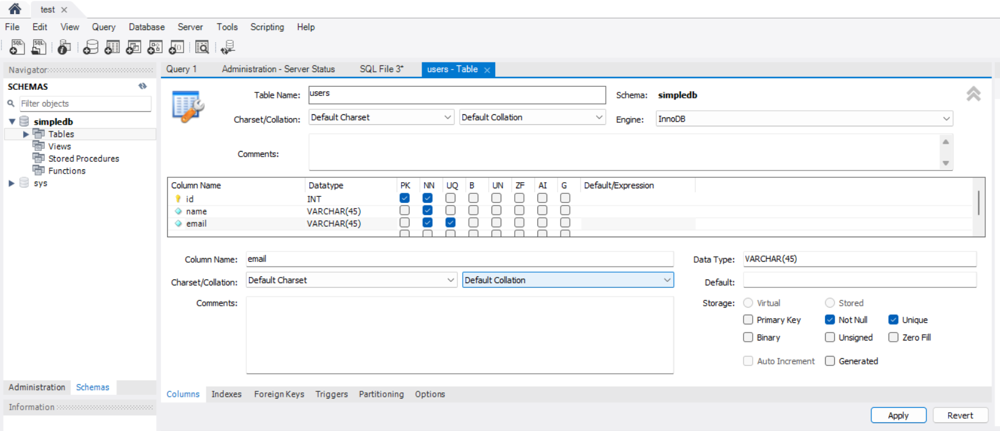 test
File Edit View Query Database Server Tools Scripting Help
SQL SQL
Navigator
SCHEMAS
Filter objects
simpledb
Tables
Views
Stored Procedures
Functions
sys
Administration Schemas
Information
Query 1 Administration - Server Status SQL File 3* users - Table
Table Name: users Schema: simpledb
Charset/Collation: Default Charset Default Collation Engine: InnoDB
Comments:
Column Name Datatype PK NN UQ B UN ZF AI G Default/Expression
id INT
name VARCHAR(45)
email VARCHAR(45)
Column Name: email Data Type: VARCHAR(45)
Charset/Collation: Default Charset Default Collation Default:
Comments: Storage: Virtual Stored
Primary Key Not Null Unique
Binary Unsigned Zero Fill
Auto Increment Generated
Columns Indexes Foreign Keys Triggers Partitioning Options
Apply Revert